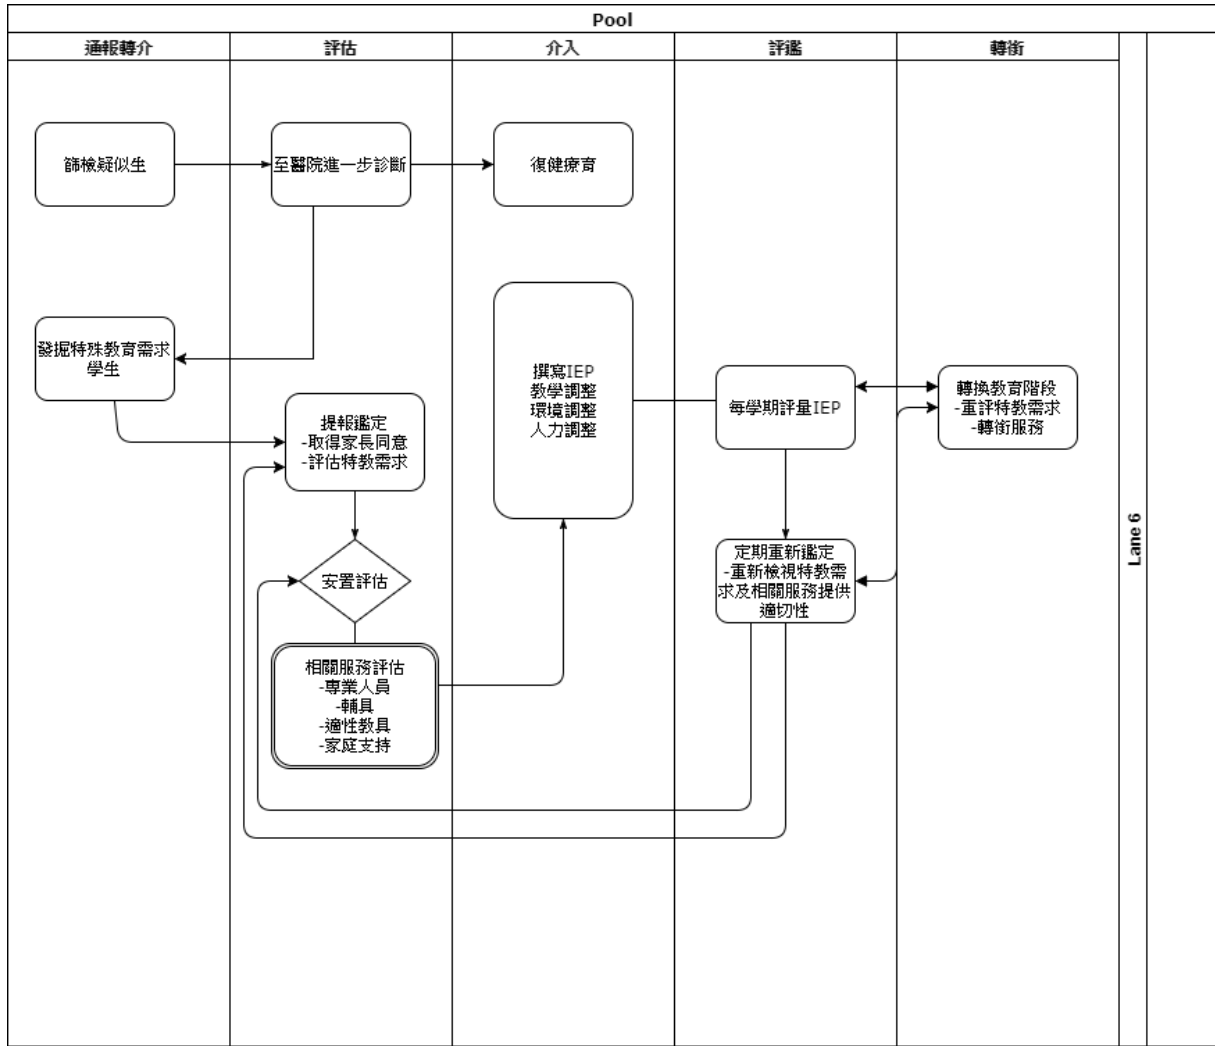 Pool
通報轉介
評估
介入
評鑑
轉銜
Lane 6
篩檢疑似生
至醫院進一步診斷
復健療育
發掘特殊教育需求
學生
提報鑑定
-取得家長同意
-評估特教需求
安置評估
相關服務評估
-專業人員
-輔具
-適性教具
-家庭支持
撰寫IEP
教學調整
環境調整
人力調整
每學期評量IEP
定期重新鑑定
-重新檢視特教需
求及相關服務提供
適切性
轉換教育階段
-重評特教需求
-轉銜服務